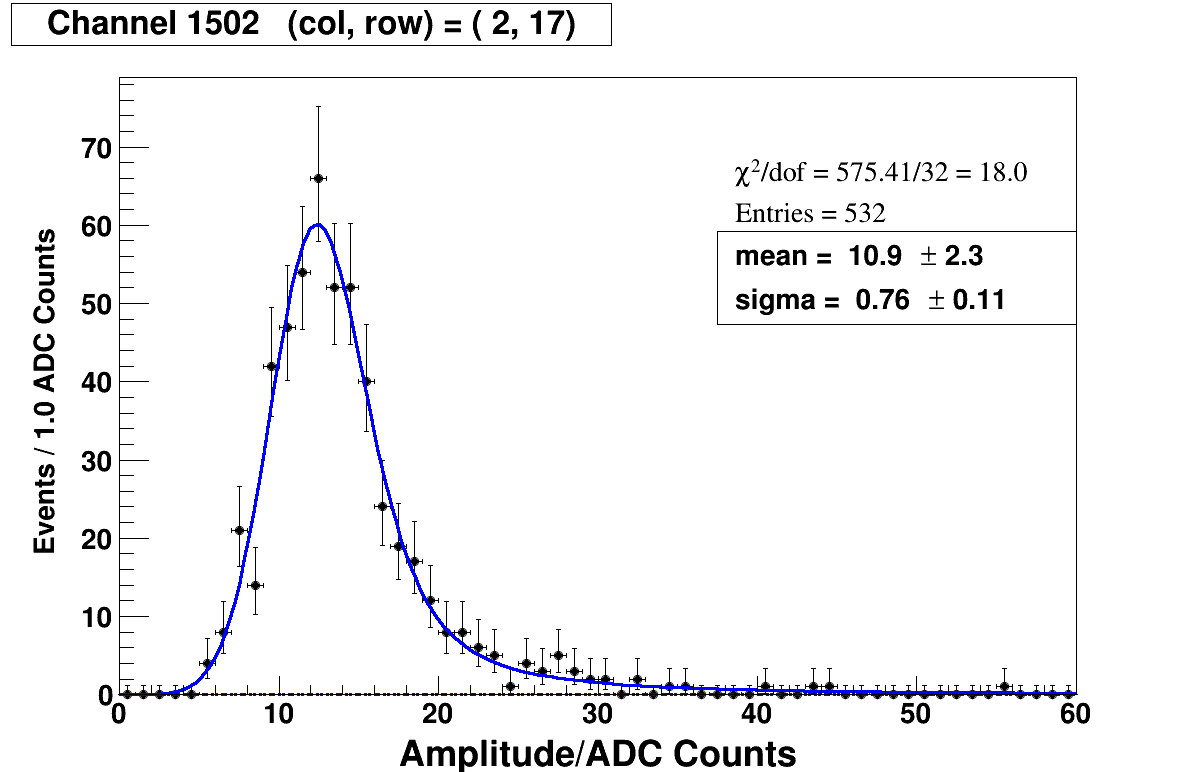 Channel 1502 (col, row) = ( 2, 17)
χ²/dof = 575.41/32 = 18.0
Entries = 532
mean = 10.9 ± 2.3
sigma = 0.76 ± 0.11
Events / 1.0 ADC Counts
70
60
50
40
30
20
10
0
0 10 20 30 40 50 60
Amplitude/ADC Counts